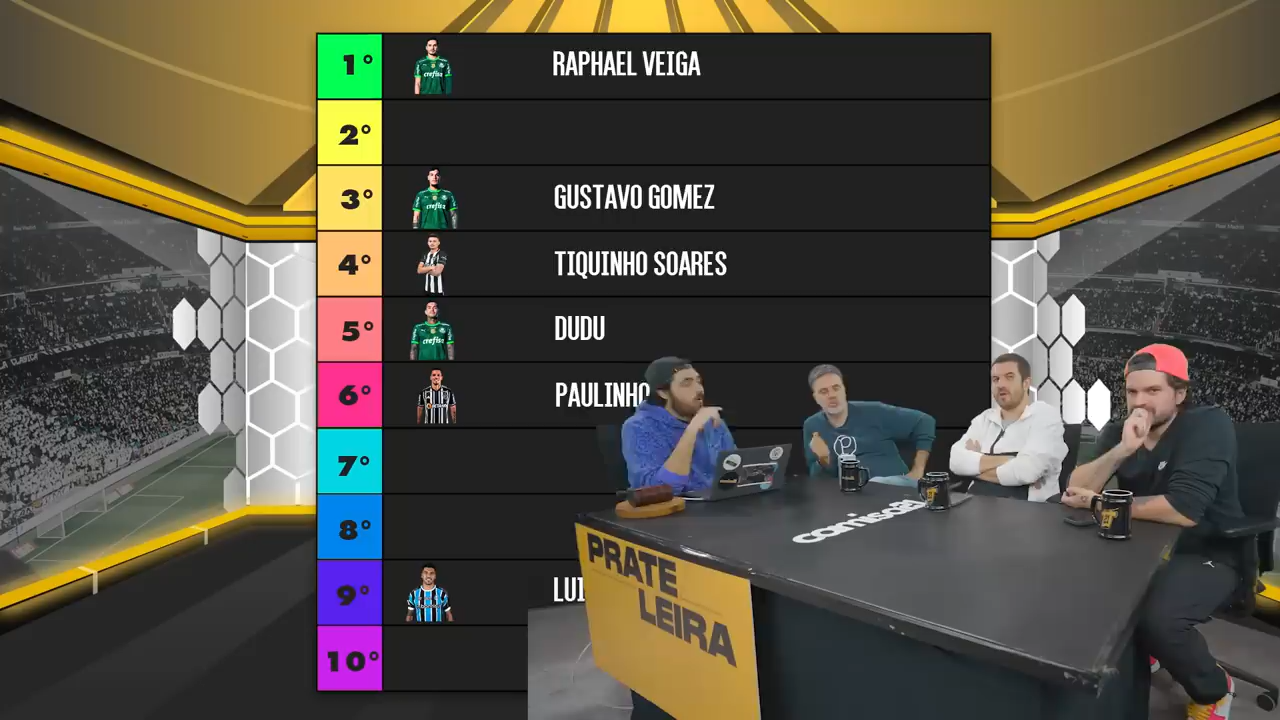 1° RAPHAEL VEIGA
2°
3° GUSTAVO GOMEZ
4° TIQUINHO SOARES
5° DUDU
6° PAULINHO
7°
8°
9° LUI
10°
PRATE
LEIRA